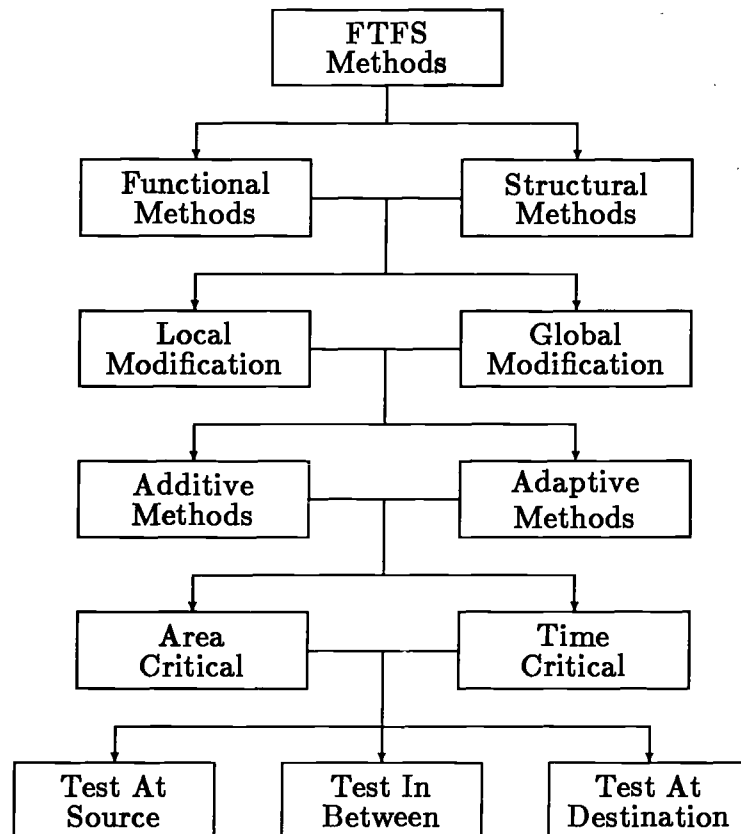 FTFS
Methods
Functional
Methods
Structural
Methods
Local
Modification
Global
Modification
Additive
Methods
Adaptive
Methods
Area
Critical
Time
Critical
Test At
Source
Test In
Between
Test At
Destination